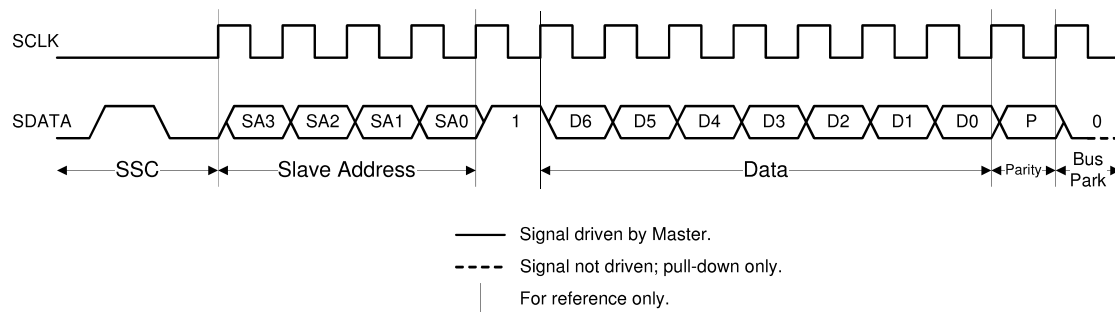 SCLK
SDATA SA3 SA2 SA1 SA0 1 D6 D5 D4 D3 D2 D1 D0 P 0
SSC Slave Address Data Parity Bus Park
Signal driven by Master.
Signal not driven; pull-down only.
For reference only.